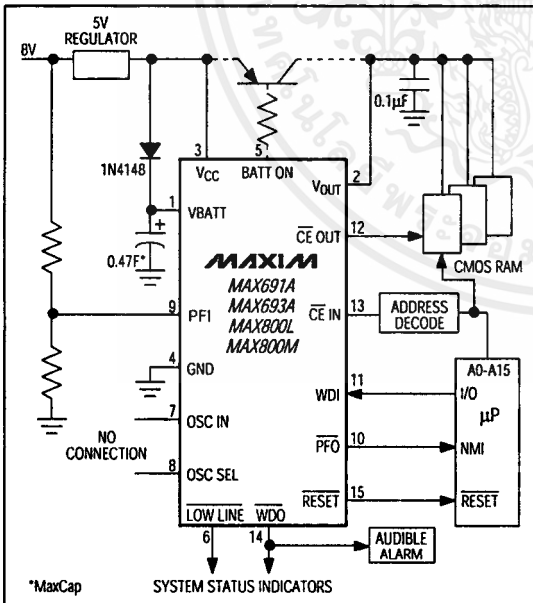 5V
REGULATOR
8V
0.1µF
3
5
1N4148
VCC
BATT ON
VOUT
2
1
VBATT
+
0.47F*
CE OUT
12
MAXIM
MAX691A
MAX693A
MAX800L
MAX800M
CMOS RAM
9
PFI
CE IN
13
ADDRESS
DECODE
4
GND
A0-A15
WDI
11
I/O
µP
7
OSC IN
NO
CONNECTION
PFO
10
NMI
8
OSC SEL
RESET
15
RESET
LOW LINE
WDO
6
14
AUDIBLE
ALARM
*MaxCap
SYSTEM STATUS INDICATORS